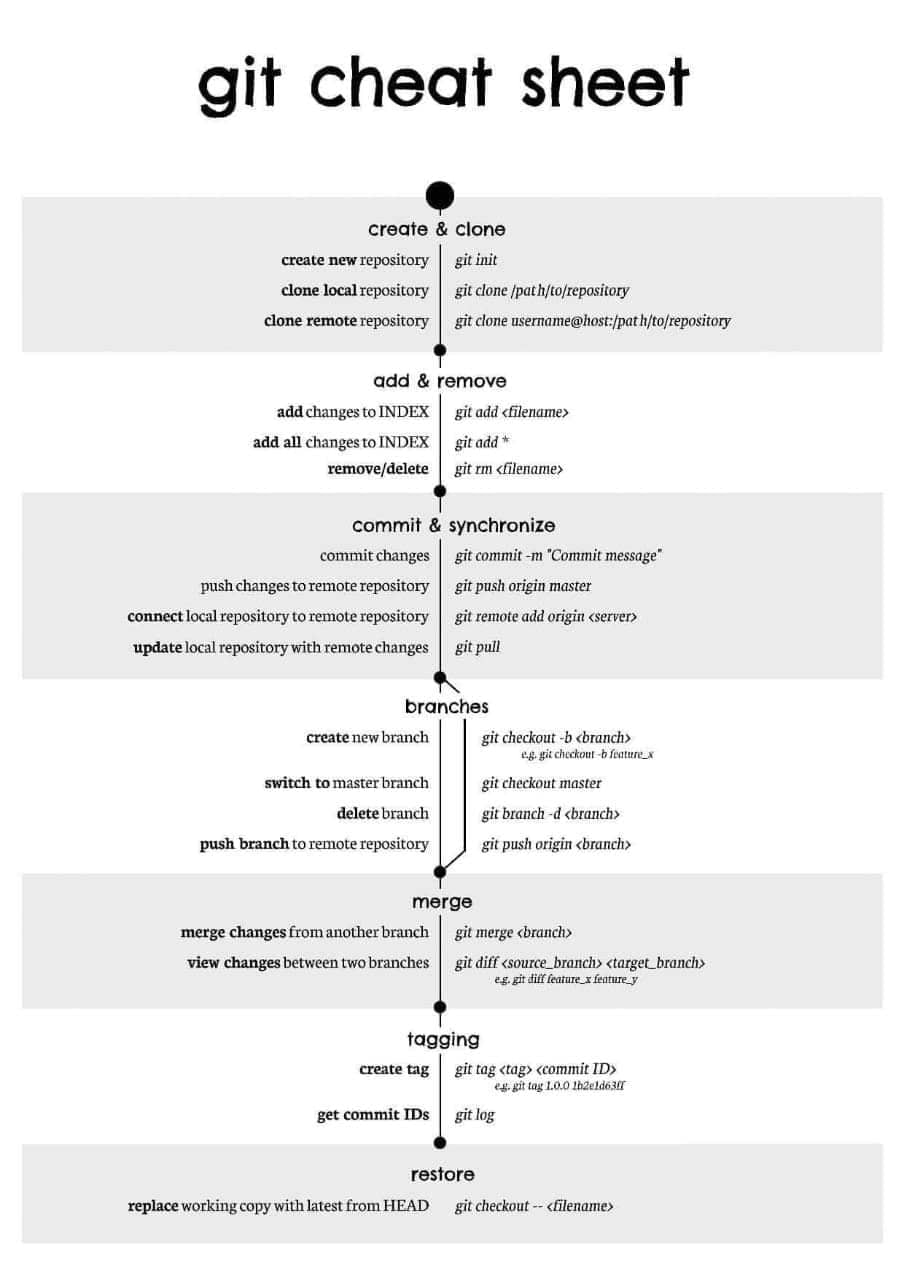 git cheat sheet
create & clone
create new repository git init
clone local repository git clone /path/to/repository
clone remote repository git clone username@host:/path/to/repository
add & remove
add changes to INDEX git add <filename>
add all changes to INDEX git add *
remove/delete git rm <filename>
commit & synchronize
commit changes git commit -m "Commit message"
push changes to remote repository git push origin master
connect local repository to remote repository git remote add origin <server>
update local repository with remote changes git pull
branches
create new branch git checkout -b <branch>
e.g. git checkout -b feature_x
switch to master branch git checkout master
delete branch git branch -d <branch>
push branch to remote repository git push origin <branch>
merge
merge changes from another branch git merge <branch>
view changes between two branches git diff <source_branch> <target_branch>
e.g. git diff feature_x feature_y
tagging
create tag git tag <tag> <commit ID>
e.g. git tag 1.0.0 1b2e1d63ff
get commit IDs git log
restore
replace working copy with latest from HEAD git checkout -- <filename>